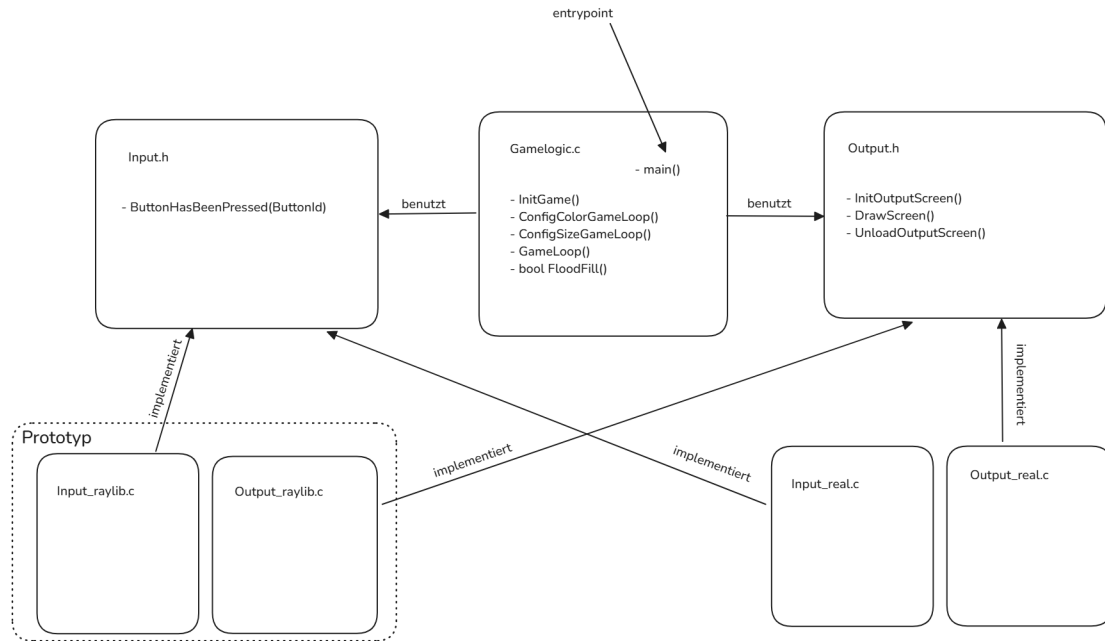 entrypoint
Input.h
- ButtonHasBeenPressed(ButtonId)
benutzt
Gamelogic.c
- main()
- InitGame()
- ConfigColorGameLoop()
- ConfigSizeGameLoop()
- GameLoop()
- bool FloodFill()
benutzt
Output.h
- InitOutputScreen()
- DrawScreen()
- UnloadOutputScreen()
implementiert
implementiert
implementiert
implementiert
Prototyp
Input_raylib.c
Output_raylib.c
Input_real.c
Output_real.c